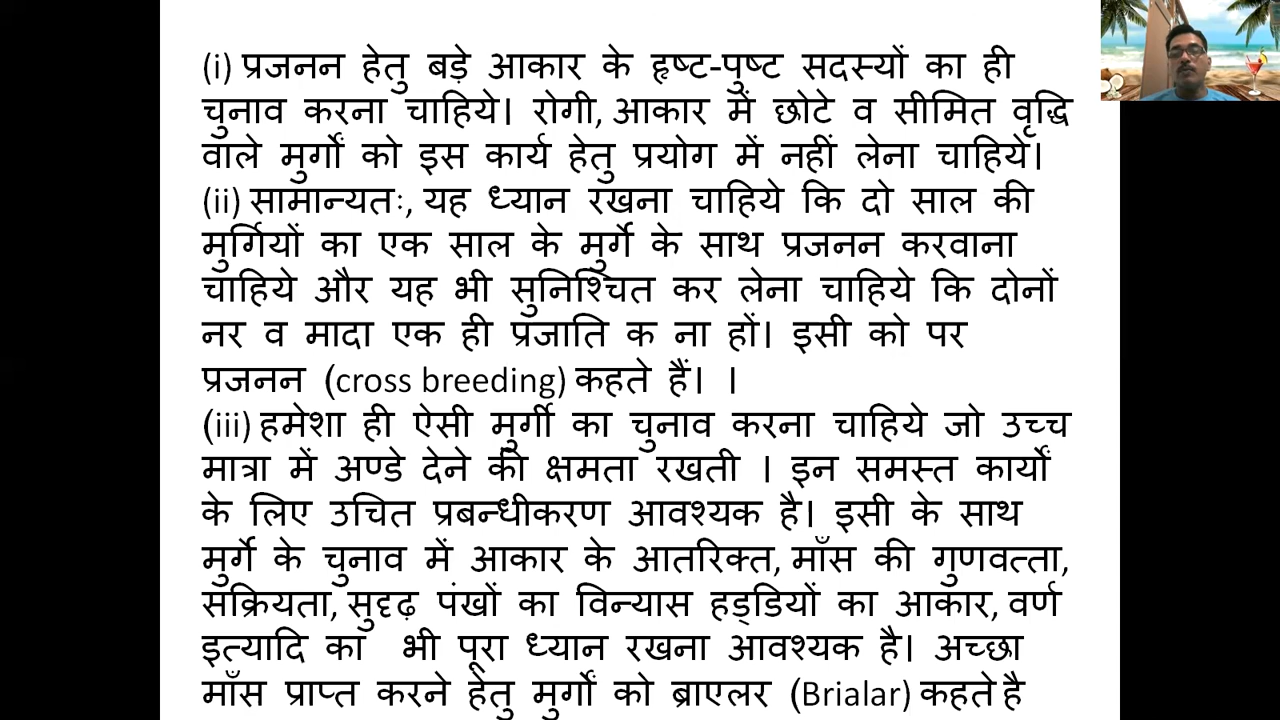 (i) प्रजनन हेतु बड़े आकार के हृष्ट-पुष्ट सदस्यों का ही
चुनाव करना चाहिये। रोगी, आकार में छोटे व सीमित वृद्धि
वाले मुर्गों को इस कार्य हेतु प्रयोग में नहीं लेना चाहिये।
(ii) सामान्यतः, यह ध्यान रखना चाहिये कि दो साल की
मुर्गियों का एक साल के मुर्गे के साथ प्रजनन करवाना
चाहिये और यह भी सुनिश्चित कर लेना चाहिये कि दोनों
नर व मादा एक ही प्रजाति क ना हों। इसी को पर
प्रजनन (cross breeding) कहते हैं। ।
(iii) हमेशा ही ऐसी मुर्गी का चुनाव करना चाहिये जो उच्च
मात्रा में अण्डे देने की क्षमता रखती । इन समस्त कार्यों
के लिए उचित प्रबन्धीकरण आवश्यक है। इसी के साथ
मुर्गे के चुनाव में आकार के आतरिक्त, माँस की गुणवत्ता,
सक्रियता, सुदृढ़ पंखों का विन्यास हड्डियों का आकार, वर्ण
इत्यादि का भी पूरा ध्यान रखना आवश्यक है। अच्छा
माँस प्राप्त करने हेतु मुर्गों को ब्राएलर (Brialar) कहते है